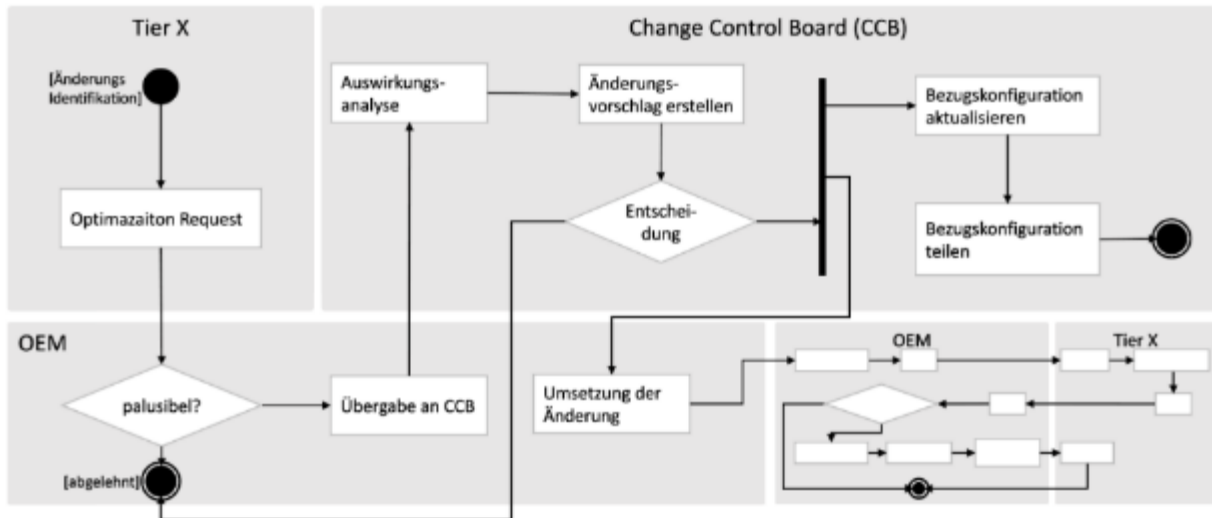 Tier X
[Änderungs
Identifikation]
Optimazaiton Request
Change Control Board (CCB)
Auswirkungs-
analyse
Änderungs-
vorschlag erstellen
Entschei-
dung
Bezugskonfiguration
aktualisieren
Bezugskonfiguration
teilen
OEM
palusibel?
[abgelehnt]
Übergabe an CCB
Umsetzung der
Änderung
OEM
Tier X